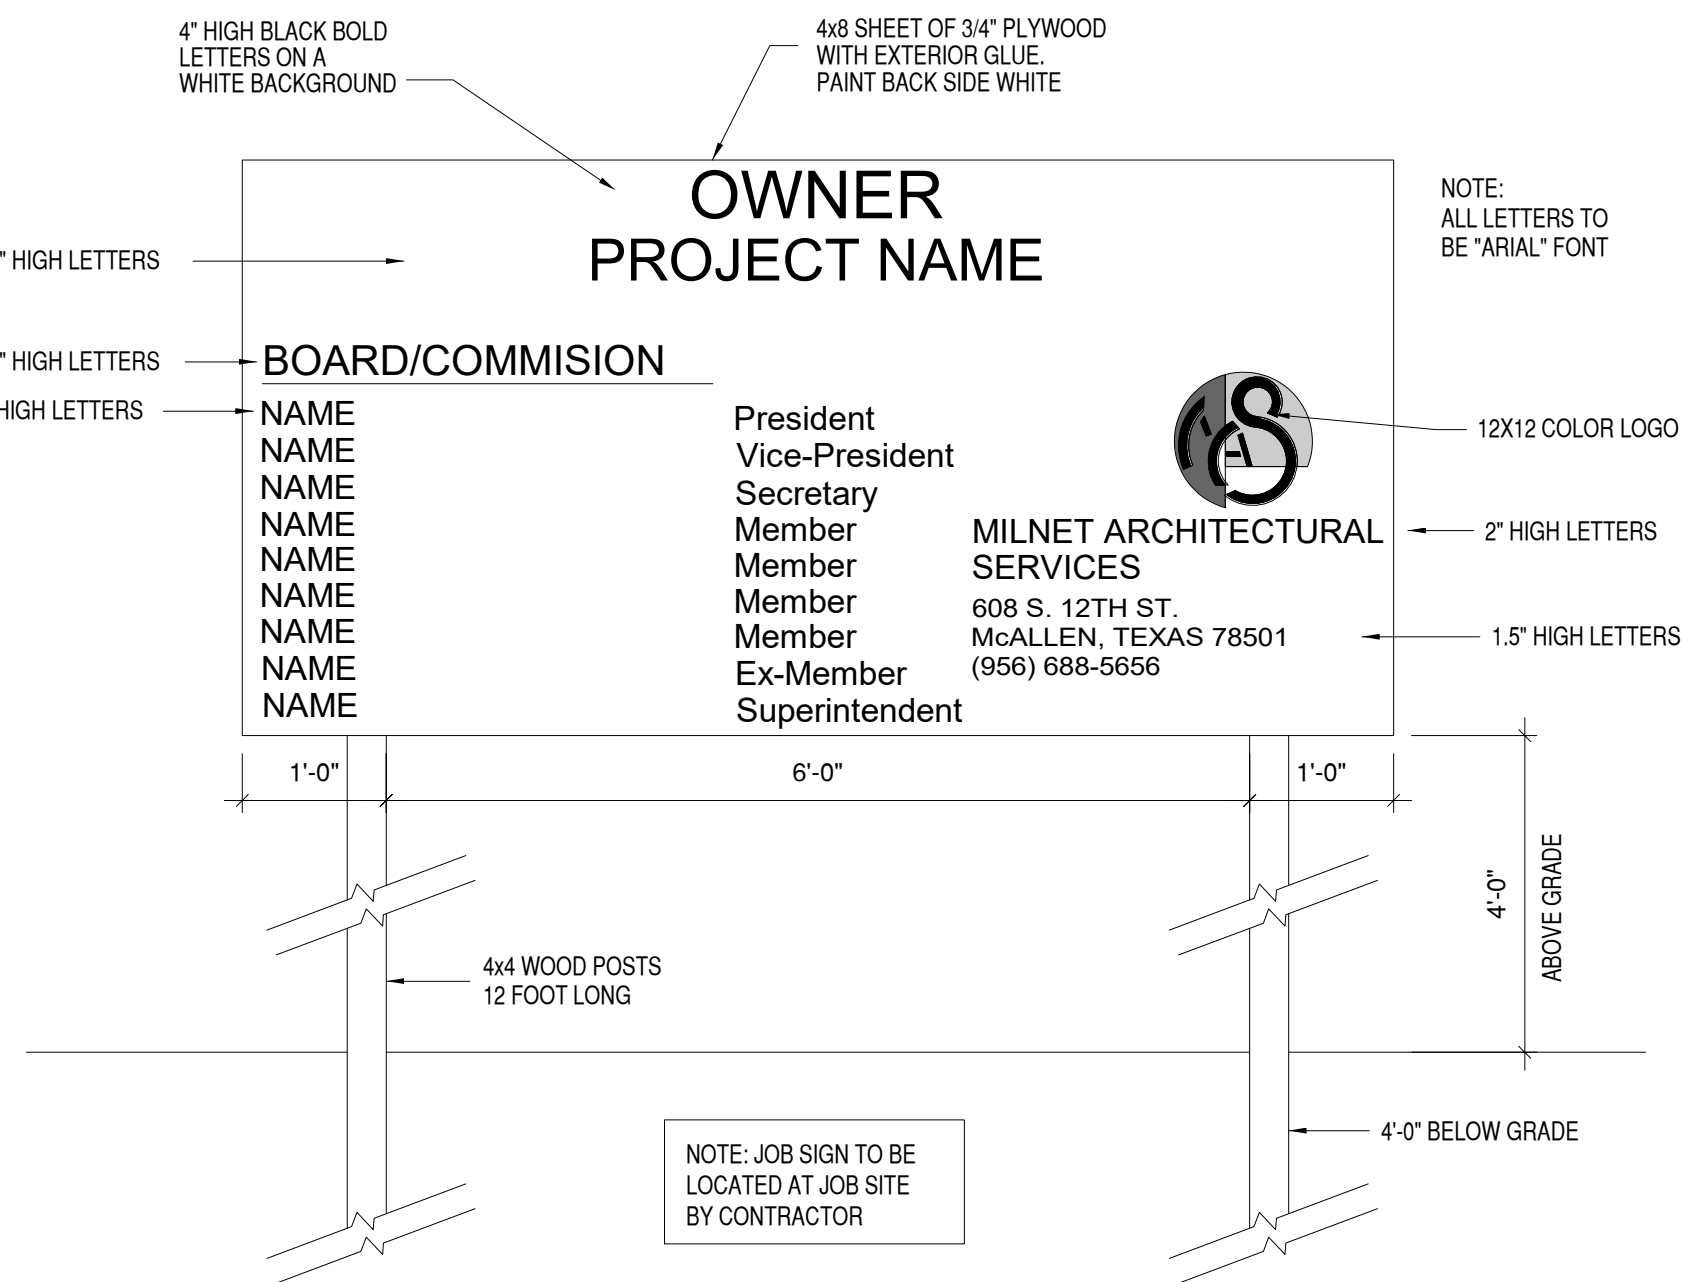 4" HIGH BLACK BOLD
LETTERS ON A
WHITE BACKGROUND
4x8 SHEET OF 3/4" PLYWOOD
WITH EXTERIOR GLUE.
PAINT BACK SIDE WHITE
OWNER
PROJECT NAME
NOTE:
ALL LETTERS TO
BE "ARIAL" FONT
" HIGH LETTERS
" HIGH LETTERS
HIGH LETTERS
BOARD/COMMISION
NAME
NAME
NAME
NAME
NAME
NAME
NAME
NAME
NAME
President
Vice-President
Secretary
Member
Member
Member
Member
Ex-Member
Superintendent
12X12 COLOR LOGO
MILNET ARCHITECTURAL
SERVICES
2" HIGH LETTERS
608 S. 12TH ST.
McALLEN, TEXAS 78501
(956) 688-5656
1.5" HIGH LETTERS
1'-0"
6'-0"
1'-0"
4'-0"
ABOVE GRADE
4x4 WOOD POSTS
12 FOOT LONG
4'-0" BELOW GRADE
NOTE: JOB SIGN TO BE
LOCATED AT JOB SITE
BY CONTRACTOR